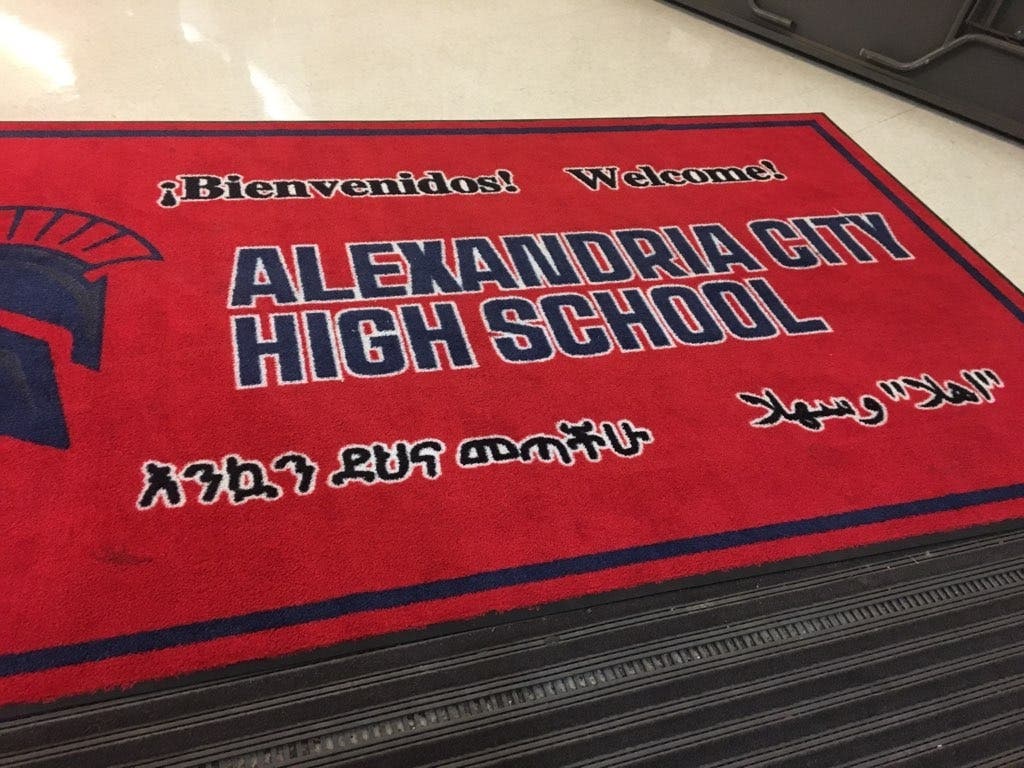 ¡Bienvenidos! Welcome!
ALEXANDRIA CITY
HIGH SCHOOL
እንኳን ደህና መጣችሁ
"اهلا" وسهلا